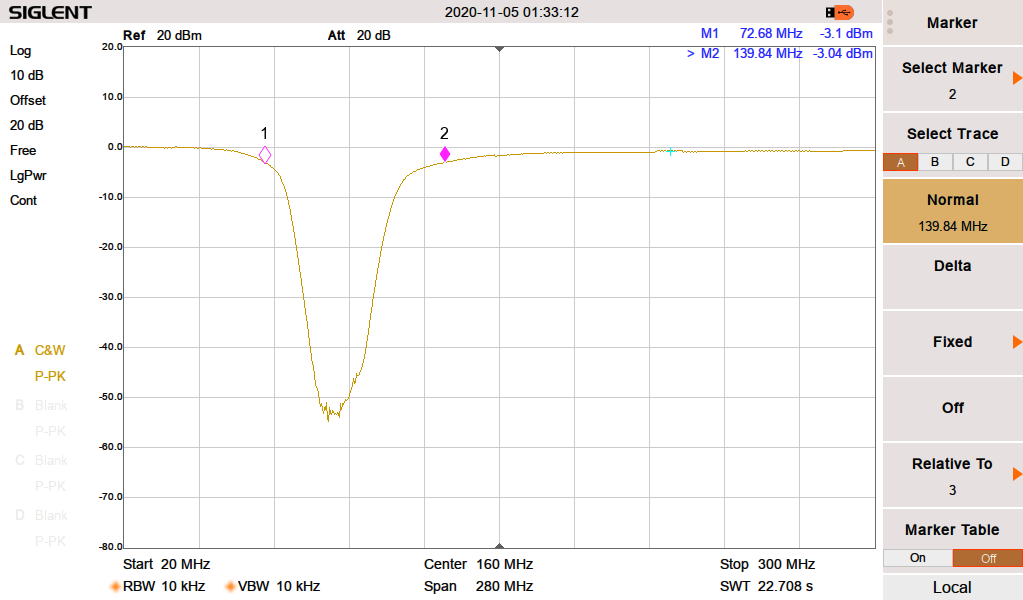 SIGLENT 2020-11-05 01:33:12
Marker
Ref 20 dBm Att 20 dB M1 72.68 MHz -3.1 dBm
> M2 139.84 MHz -3.04 dBm
Log
10 dB
Offset
20 dB
Free
LgPwr
Cont
A C&W
P-PK
B Blank
P-PK
C Blank
P-PK
D Blank
P-PK
20.0
10.0
0.0
-10.0
-20.0
-30.0
-40.0
-50.0
-60.0
-70.0
-80.0
1 2
Start 20 MHz Center 160 MHz Stop 300 MHz
RBW 10 kHz VBW 10 kHz Span 280 MHz SWT 22.708 s
Select Marker
2
Select Trace
A B C D
Normal
139.84 MHz
Delta
Fixed
Off
Relative To
3
Marker Table
On Off
Local